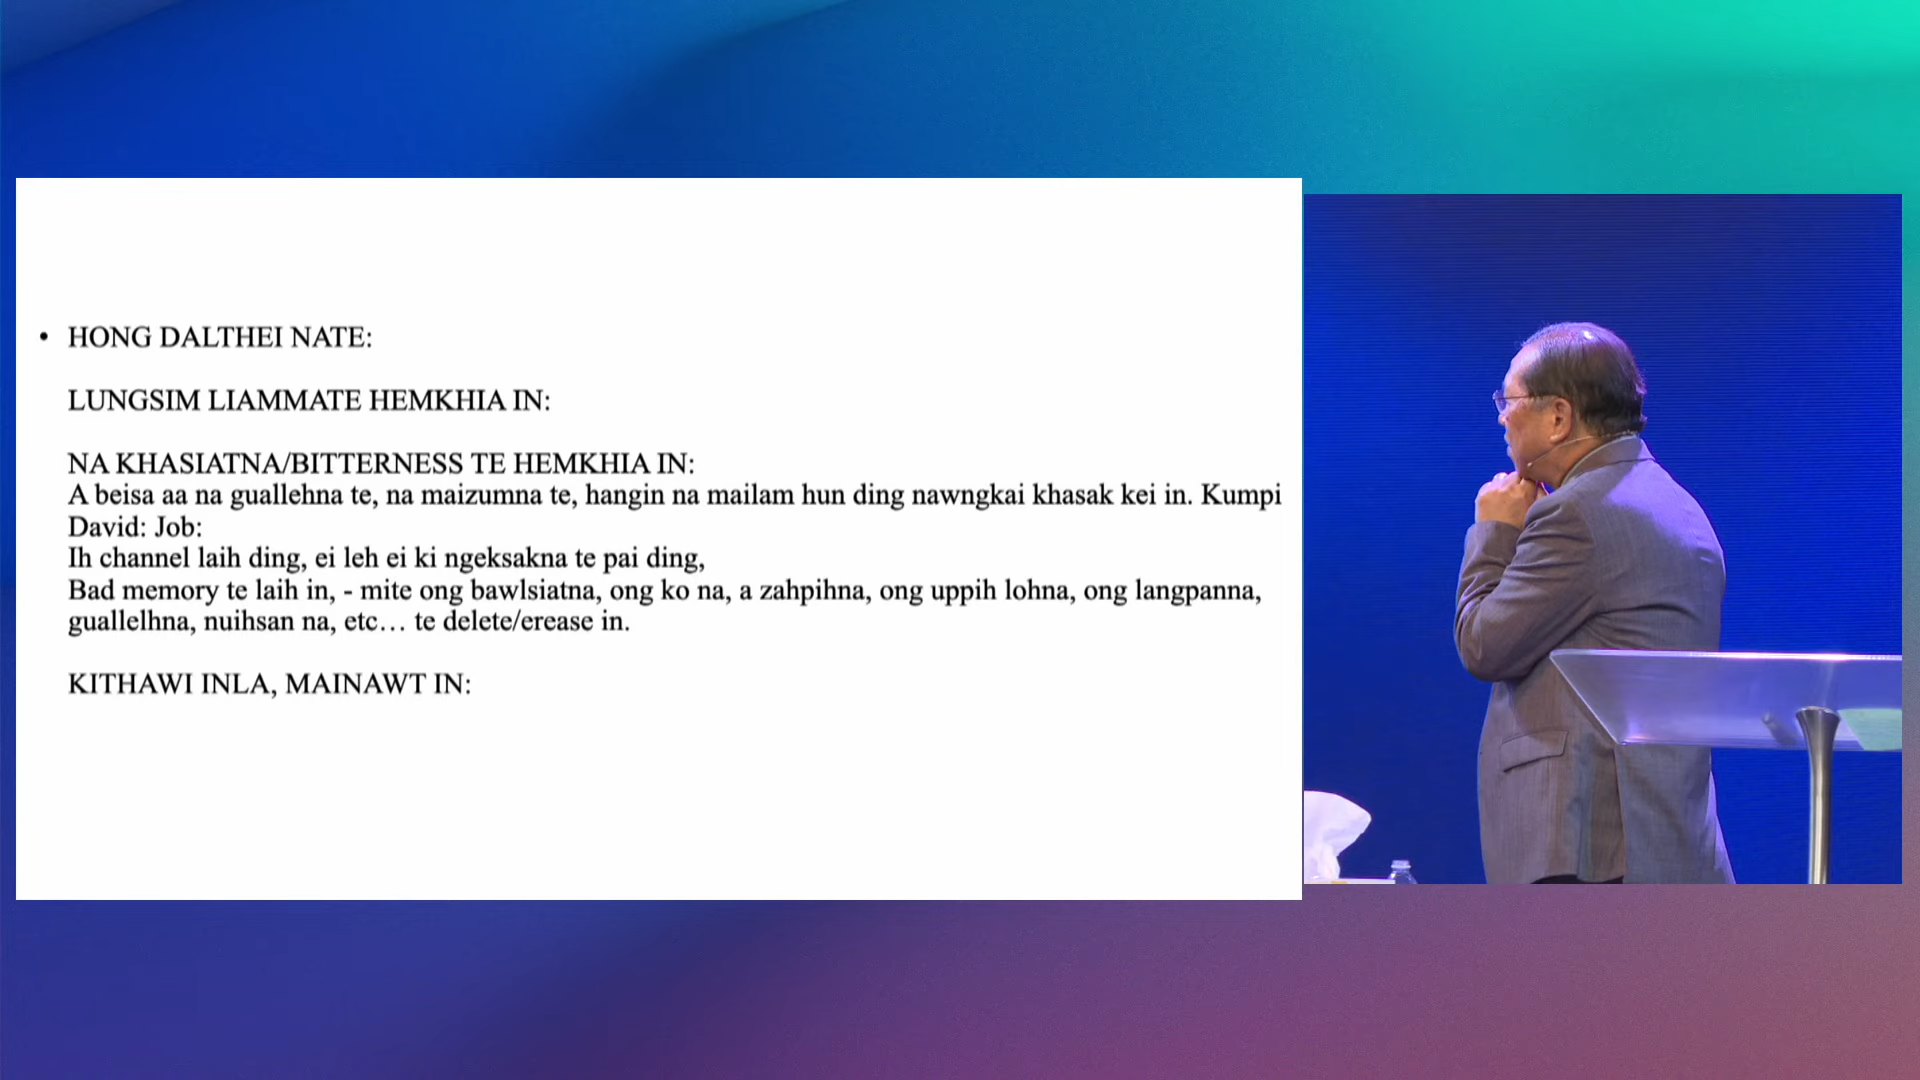 • HONG DALTHEI NATE:
LUNGSIM LIAMMATE HEMKHIA IN:
NA KHASIATNA/BITTERNESS TE HEMKHIA IN:
A beisa aa na guallehna te, na maizumna te, hangin na mailam hun ding nawngkai khasak kei in. Kumpi
David: Job:
Ih channel laih ding, ei leh ei ki ngeksakna te pai ding,
Bad memory te laih in, - mite ong bawlsiatna, ong ko na, a zahpihna, ong uppih lohna, ong langpanna,
guallelhna, nuihsan na, etc… te delete/erease in.
KITHAWI INLA, MAINAWT IN: